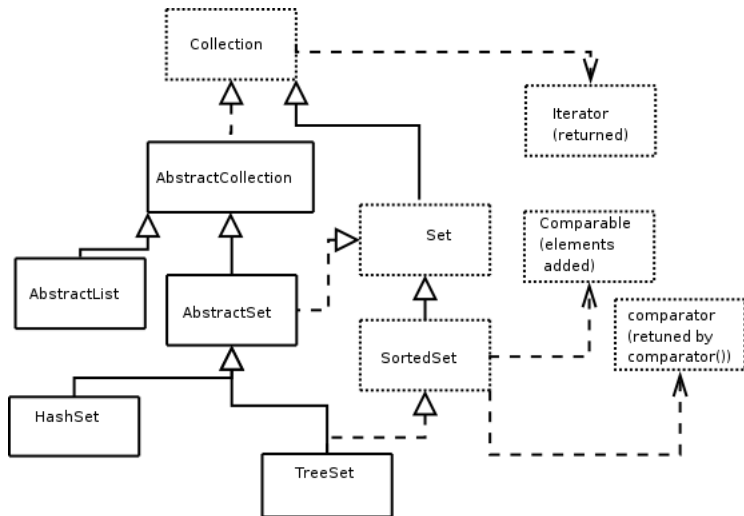 Collection
Iterator
(returned)
AbstractCollection
Set
Comparable
(elements
added)
AbstractList
AbstractSet
comparator
(retuned by
comparator())
SortedSet
HashSet
TreeSet